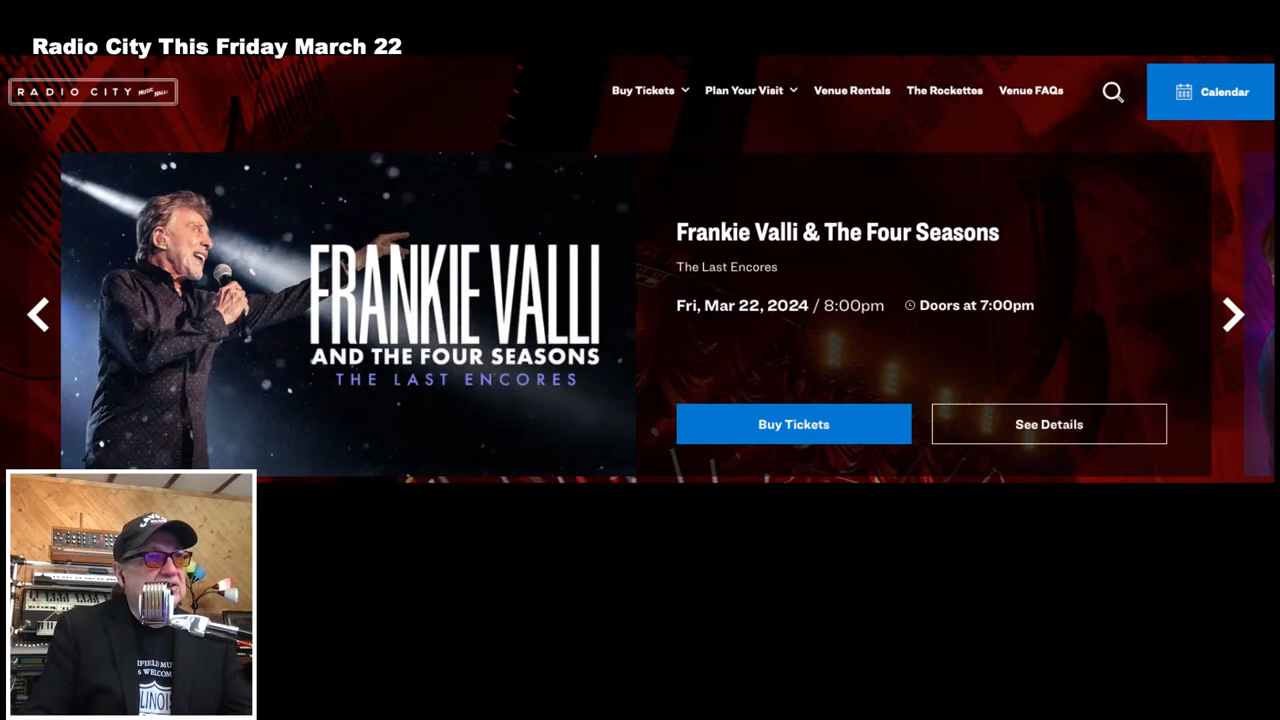 Radio City This Friday March 22
RADIO CITY MUSIC HALL
Buy Tickets Plan Your Visit Venue Rentals The Rockettes Venue FAQs Calendar
FRANKIE VALLI
AND THE FOUR SEASONS
THE LAST ENCORES
Frankie Valli & The Four Seasons
The Last Encores
Fri, Mar 22, 2024 / 8:00pm Doors at 7:00pm
Buy Tickets See Details